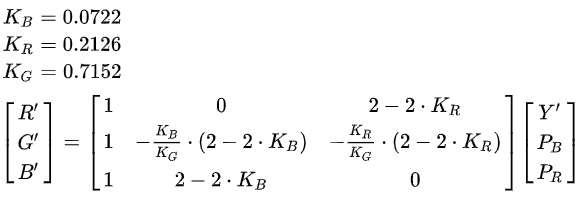 K_B = 0.0722
K_R = 0.2126
K_G = 0.7152
[R′ G′ B′] = [1 0 2 − 2 · K_R; 1 −K_B/K_G · (2 − 2 · K_B) −K_R/K_G · (2 − 2 · K_R); 1 2 − 2 · K_B 0] [Y′ P_B P_R]